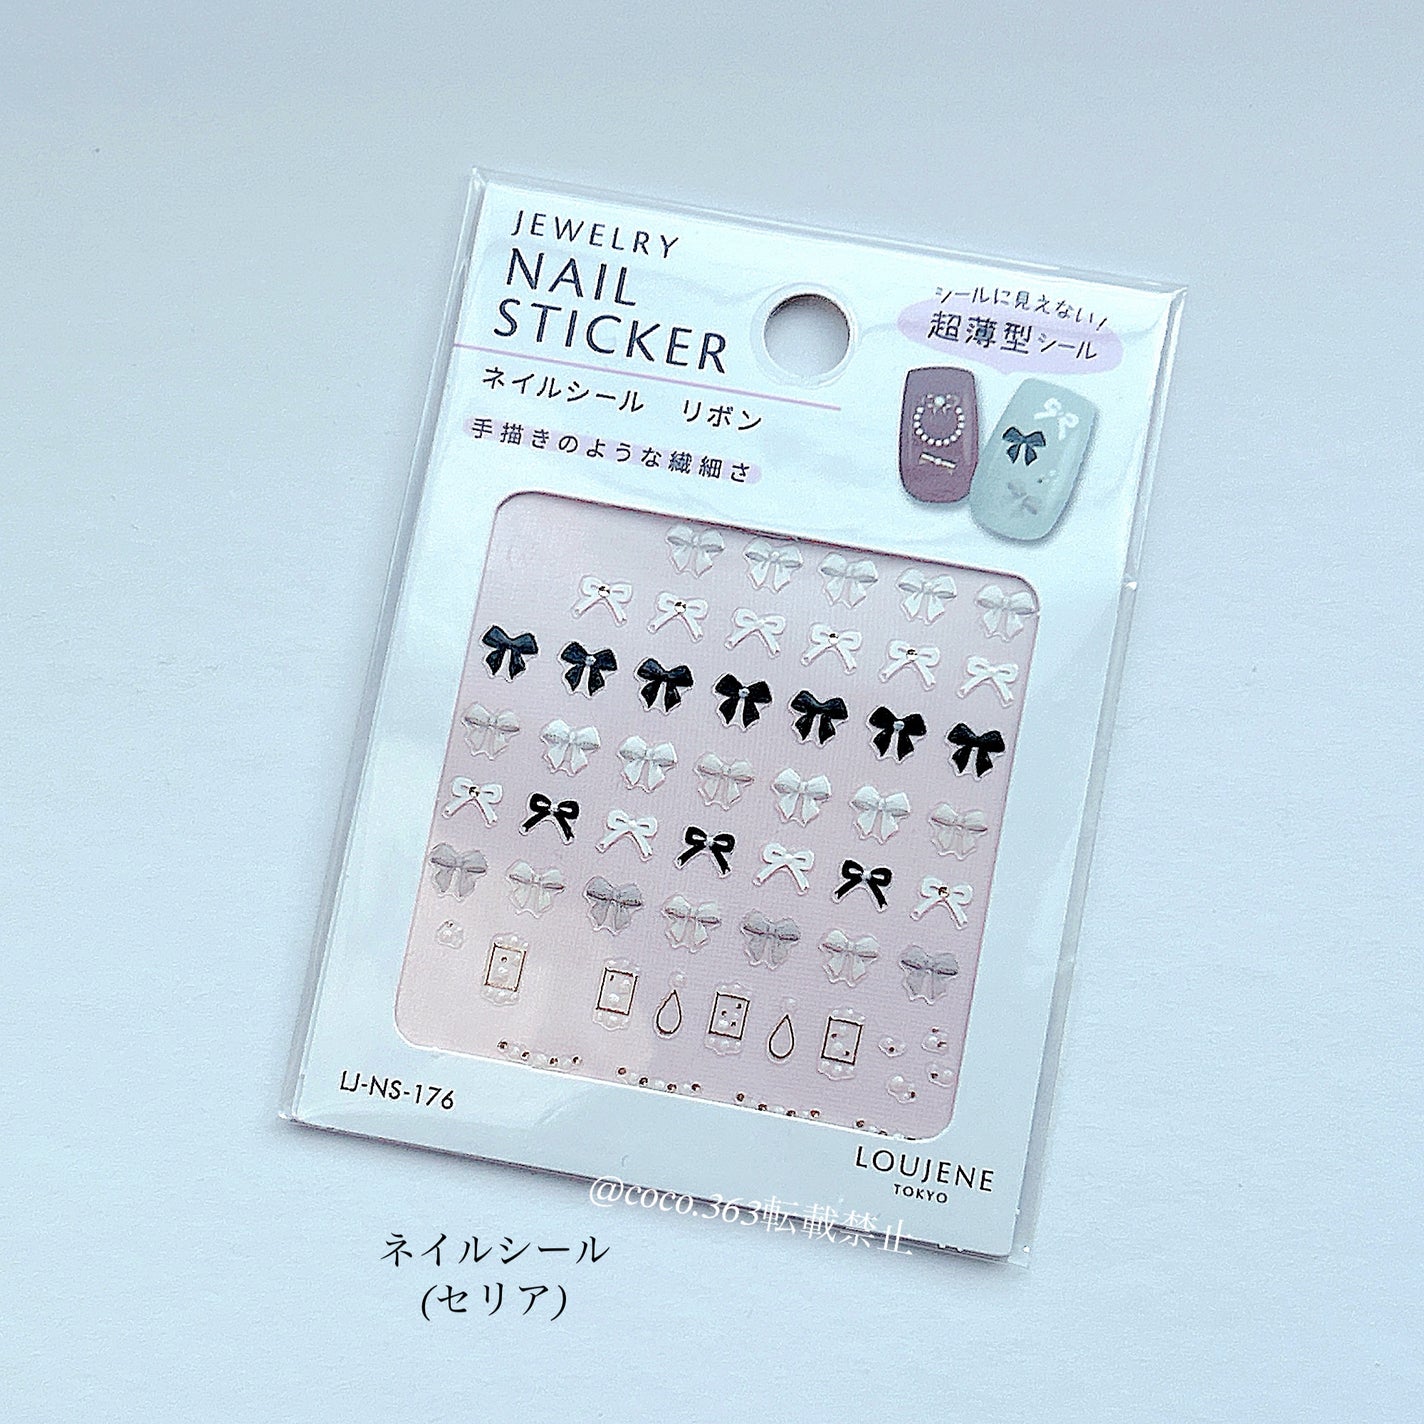 JEWELRY
NAIL
STICKER
ネイルシール　リボン
手描きのような繊細さ
シールに見えない!
超薄型シール
LJ-NS-176
LOUJENE
TOKYO
@coco.363転載禁止
ネイルシール
(セリア)